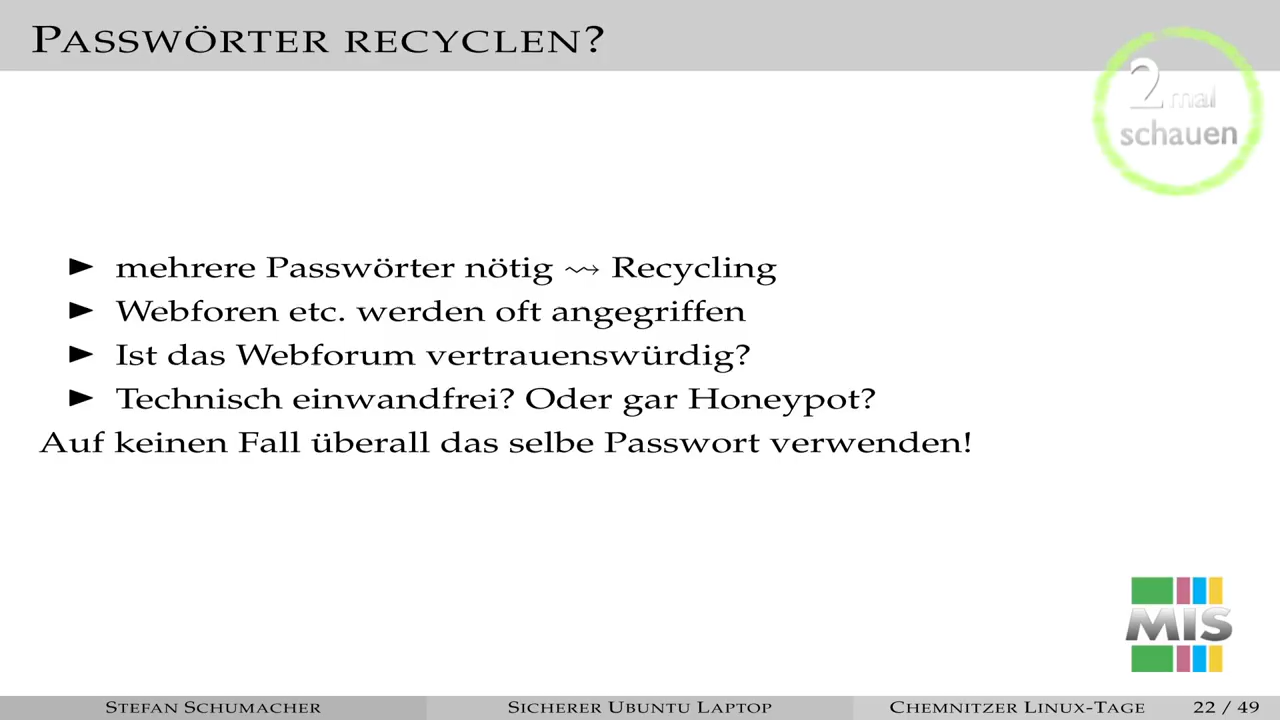 PASSWÖRTER RECYCLEN?
2 mal
schauen
▶ mehrere Passwörter nötig ⇝ Recycling
▶ Webforen etc. werden oft angegriffen
▶ Ist das Webforum vertrauenswürdig?
▶ Technisch einwandfrei? Oder gar Honeypot?
Auf keinen Fall überall das selbe Passwort verwenden!
MIS
STEFAN SCHUMACHER SICHERER UBUNTU LAPTOP CHEMNITZER LINUX-TAGE 22 / 49